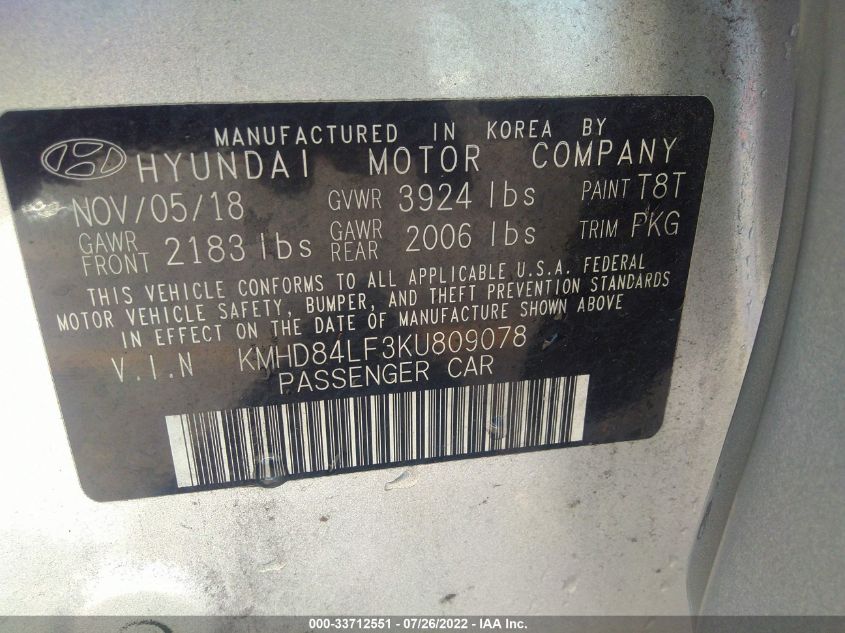 MANUFACTURED IN KOREA BY
HYUNDAI MOTOR COMPANY
NOV/05/18 GVWR 3924 lbs PAINT T8T
GAWR FRONT 2183 lbs GAWR REAR 2006 lbs TRIM PKG
THIS VEHICLE CONFORMS TO ALL APPLICABLE U.S.A. FEDERAL
MOTOR VEHICLE SAFETY, BUMPER, AND THEFT PREVENTION STANDARDS
IN EFFECT ON THE DATE OF MANUFACTURE SHOWN ABOVE
V.I.N KMHD84LF3KU809078
PASSENGER CAR
000-33712551 - 07/26/2022 - IAA Inc.